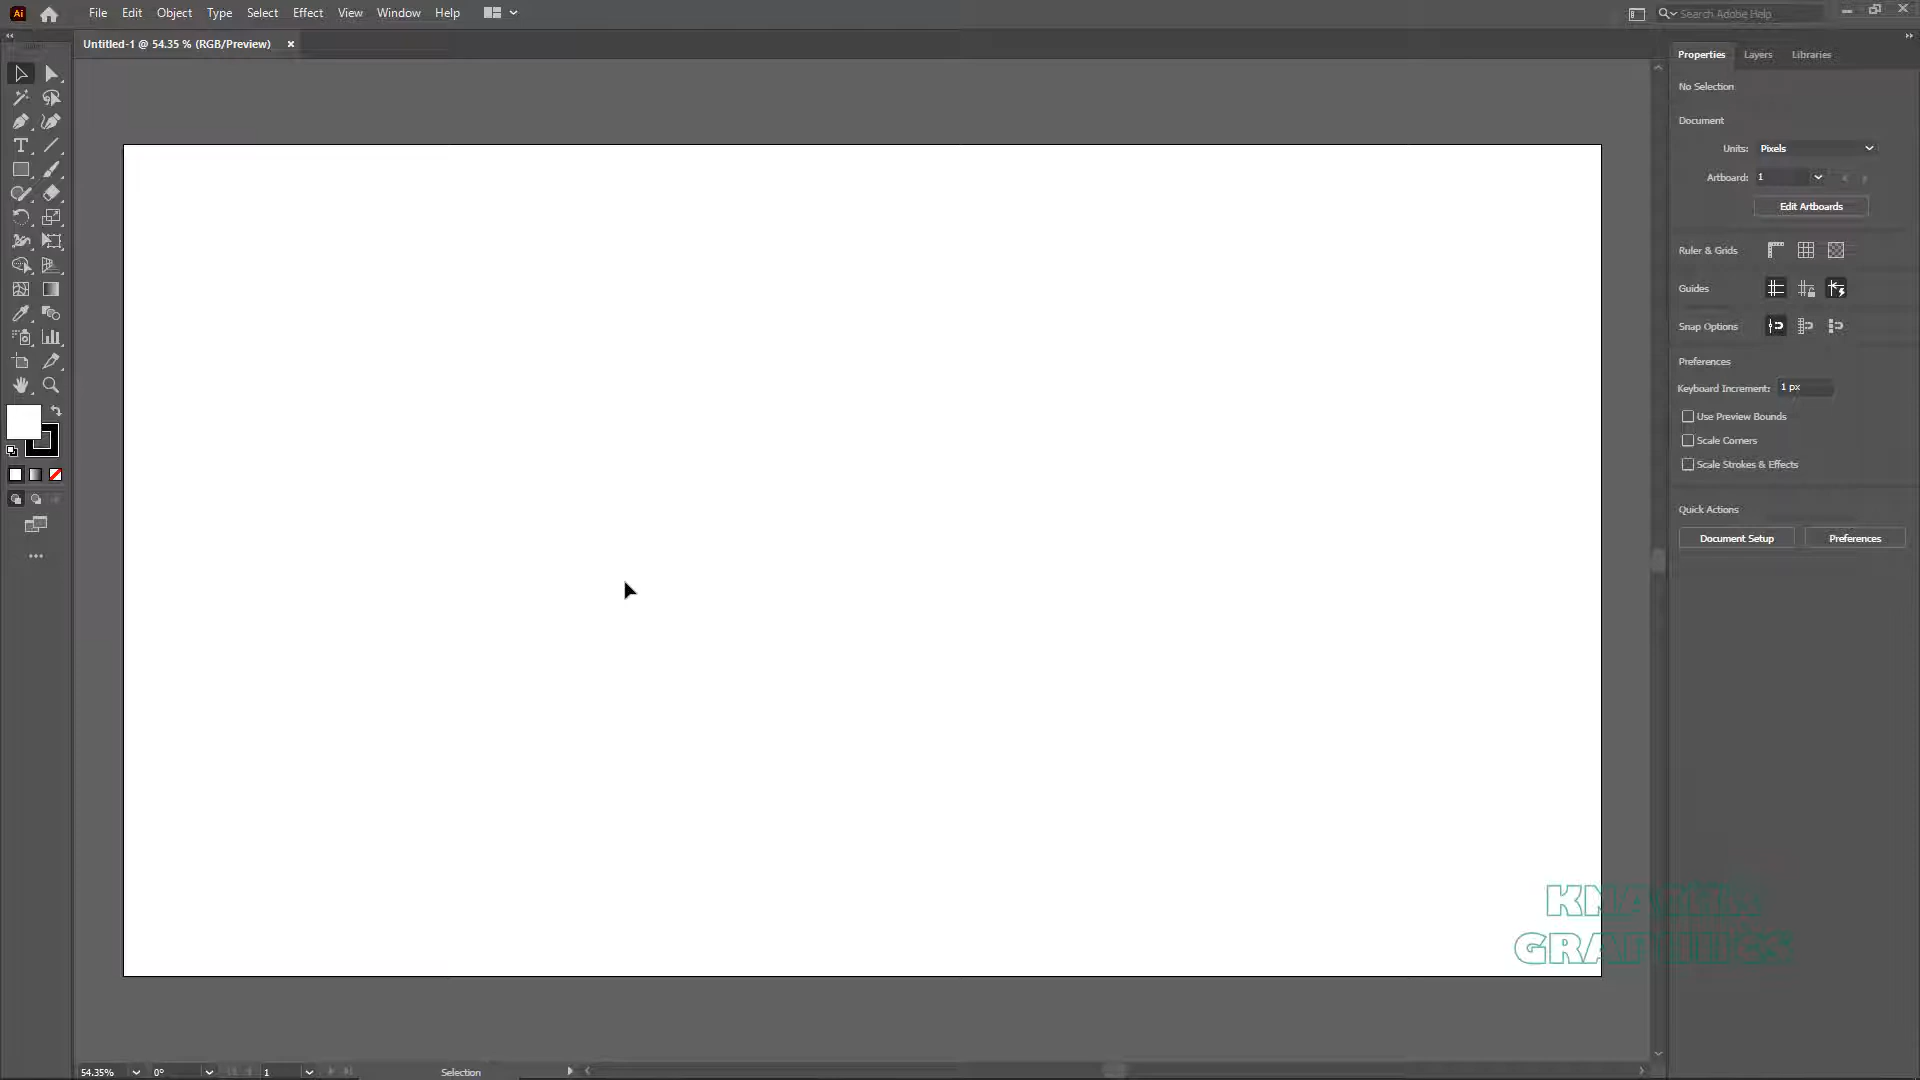 Ai File Edit Object Type Select Effect View Window Help Search Adobe Help
Untitled-1 @ 54.35 % (RGB/Preview) ×
Properties Layers Libraries
No Selection
Document
Units: Pixels
Artboard: 1
Edit Artboards
Ruler & Grids
Guides
Snap Options
Preferences
Keyboard Increment: 1 px
Use Preview Bounds
Scale Corners
Scale Strokes & Effects
Quick Actions
Document Setup Preferences
GRAPHICS
54.35% 0° 1 Selection